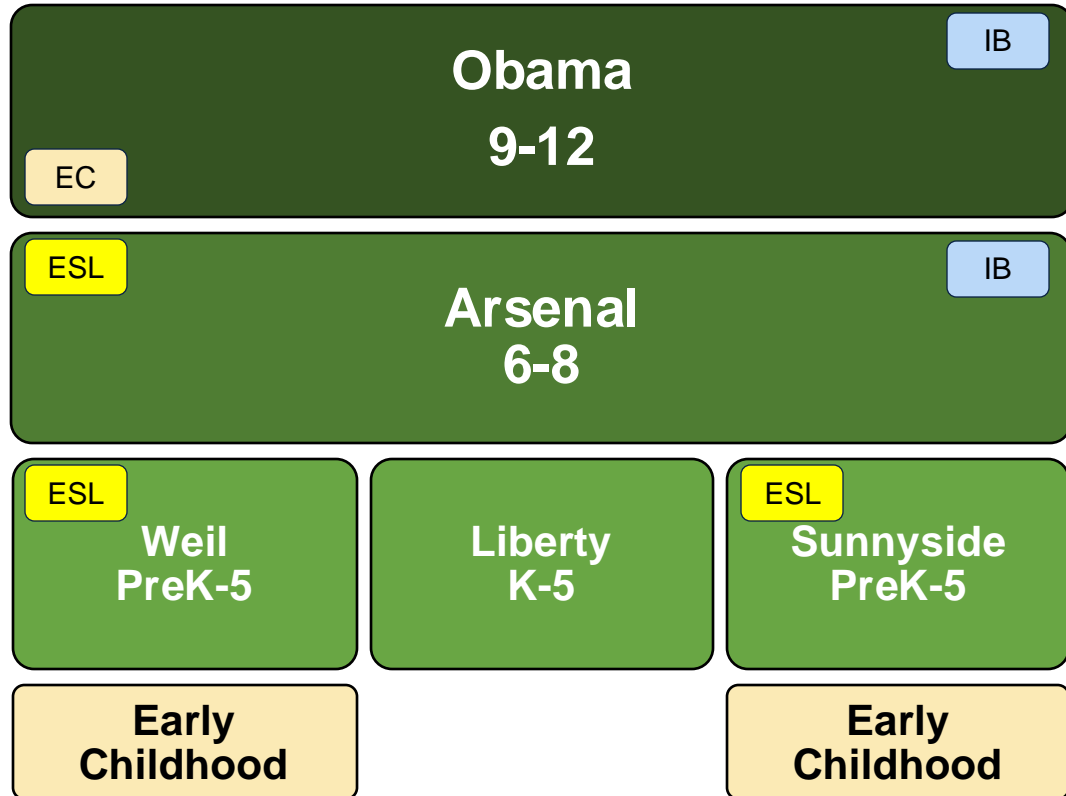 IB
Obama
9-12
EC
ESL
IB
Arsenal
6-8
ESL
Weil
PreK-5
Liberty
K-5
ESL
Sunnyside
PreK-5
Early
Childhood
Early
Childhood